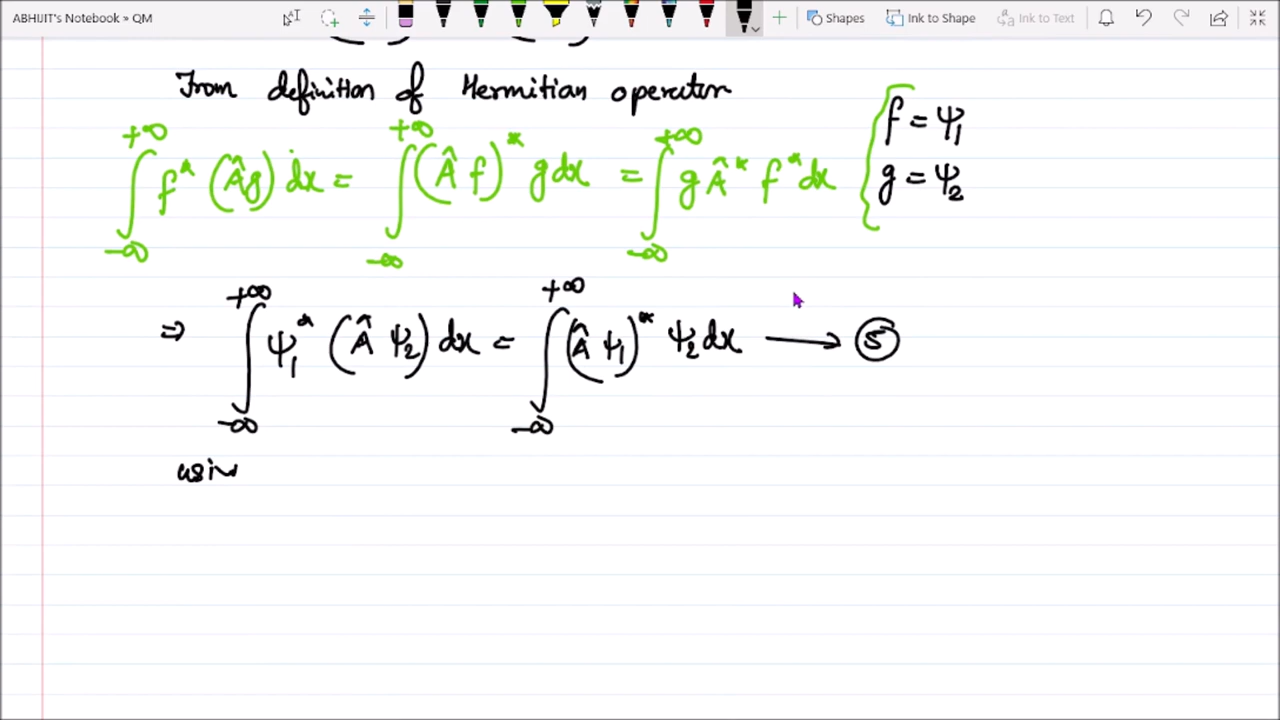 ABHIJIT's Notebook » QM
Shapes Ink to Shape Ink to Text
From definition of Hermitian operator
∫_{-∞}^{+∞} f* (Âg) dx = ∫_{-∞}^{+∞} (Â f)* g dx = ∫_{-∞}^{+∞} g Â* f* dx { f = ψ₁
g = ψ₂
⇒ ∫_{-∞}^{+∞} ψ₁* (Â ψ₂) dx = ∫_{-∞}^{+∞} (Â ψ₁)* ψ₂ dx ⟶ ⑤
usin